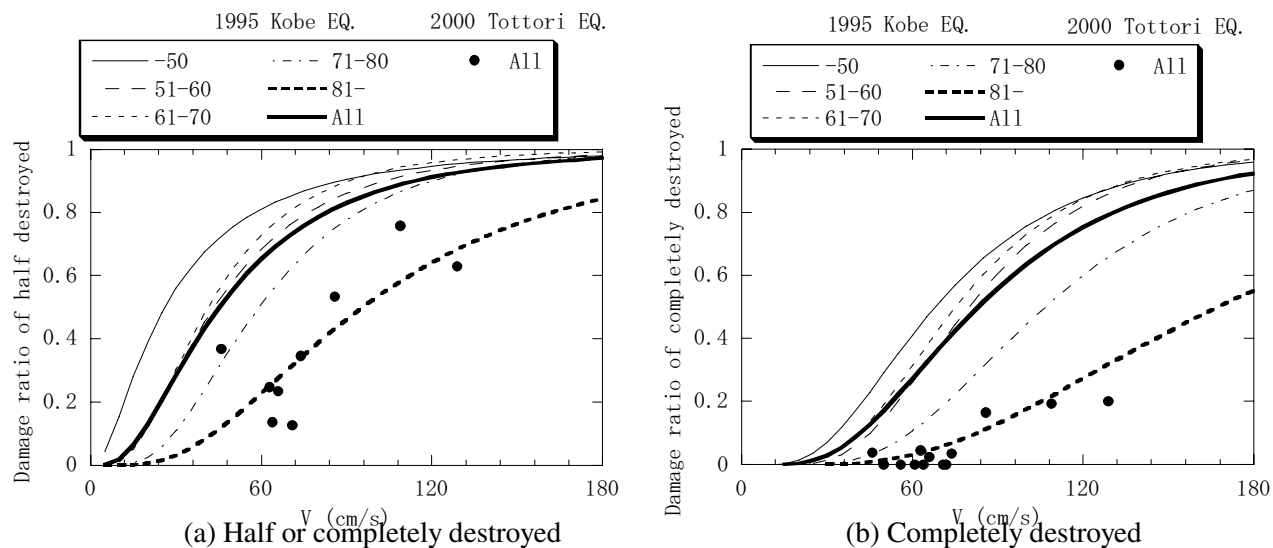 1995 Kobe EQ. 2000 Tottori EQ.
-50 71-80 All
51-60 81-
61-70 All
Damage ratio of half destroyed
1
0.8
0.6
0.4
0.2
0
0 60 120 180
V (cm/s)
(a) Half or completely destroyed
1995 Kobe EQ. 2000 Tottori EQ.
-50 71-80 All
51-60 81-
61-70 All
Damage ratio of completely destroyed
1
0.8
0.6
0.4
0.2
0
0 60 120 180
V (cm/s)
(b) Completely destroyed